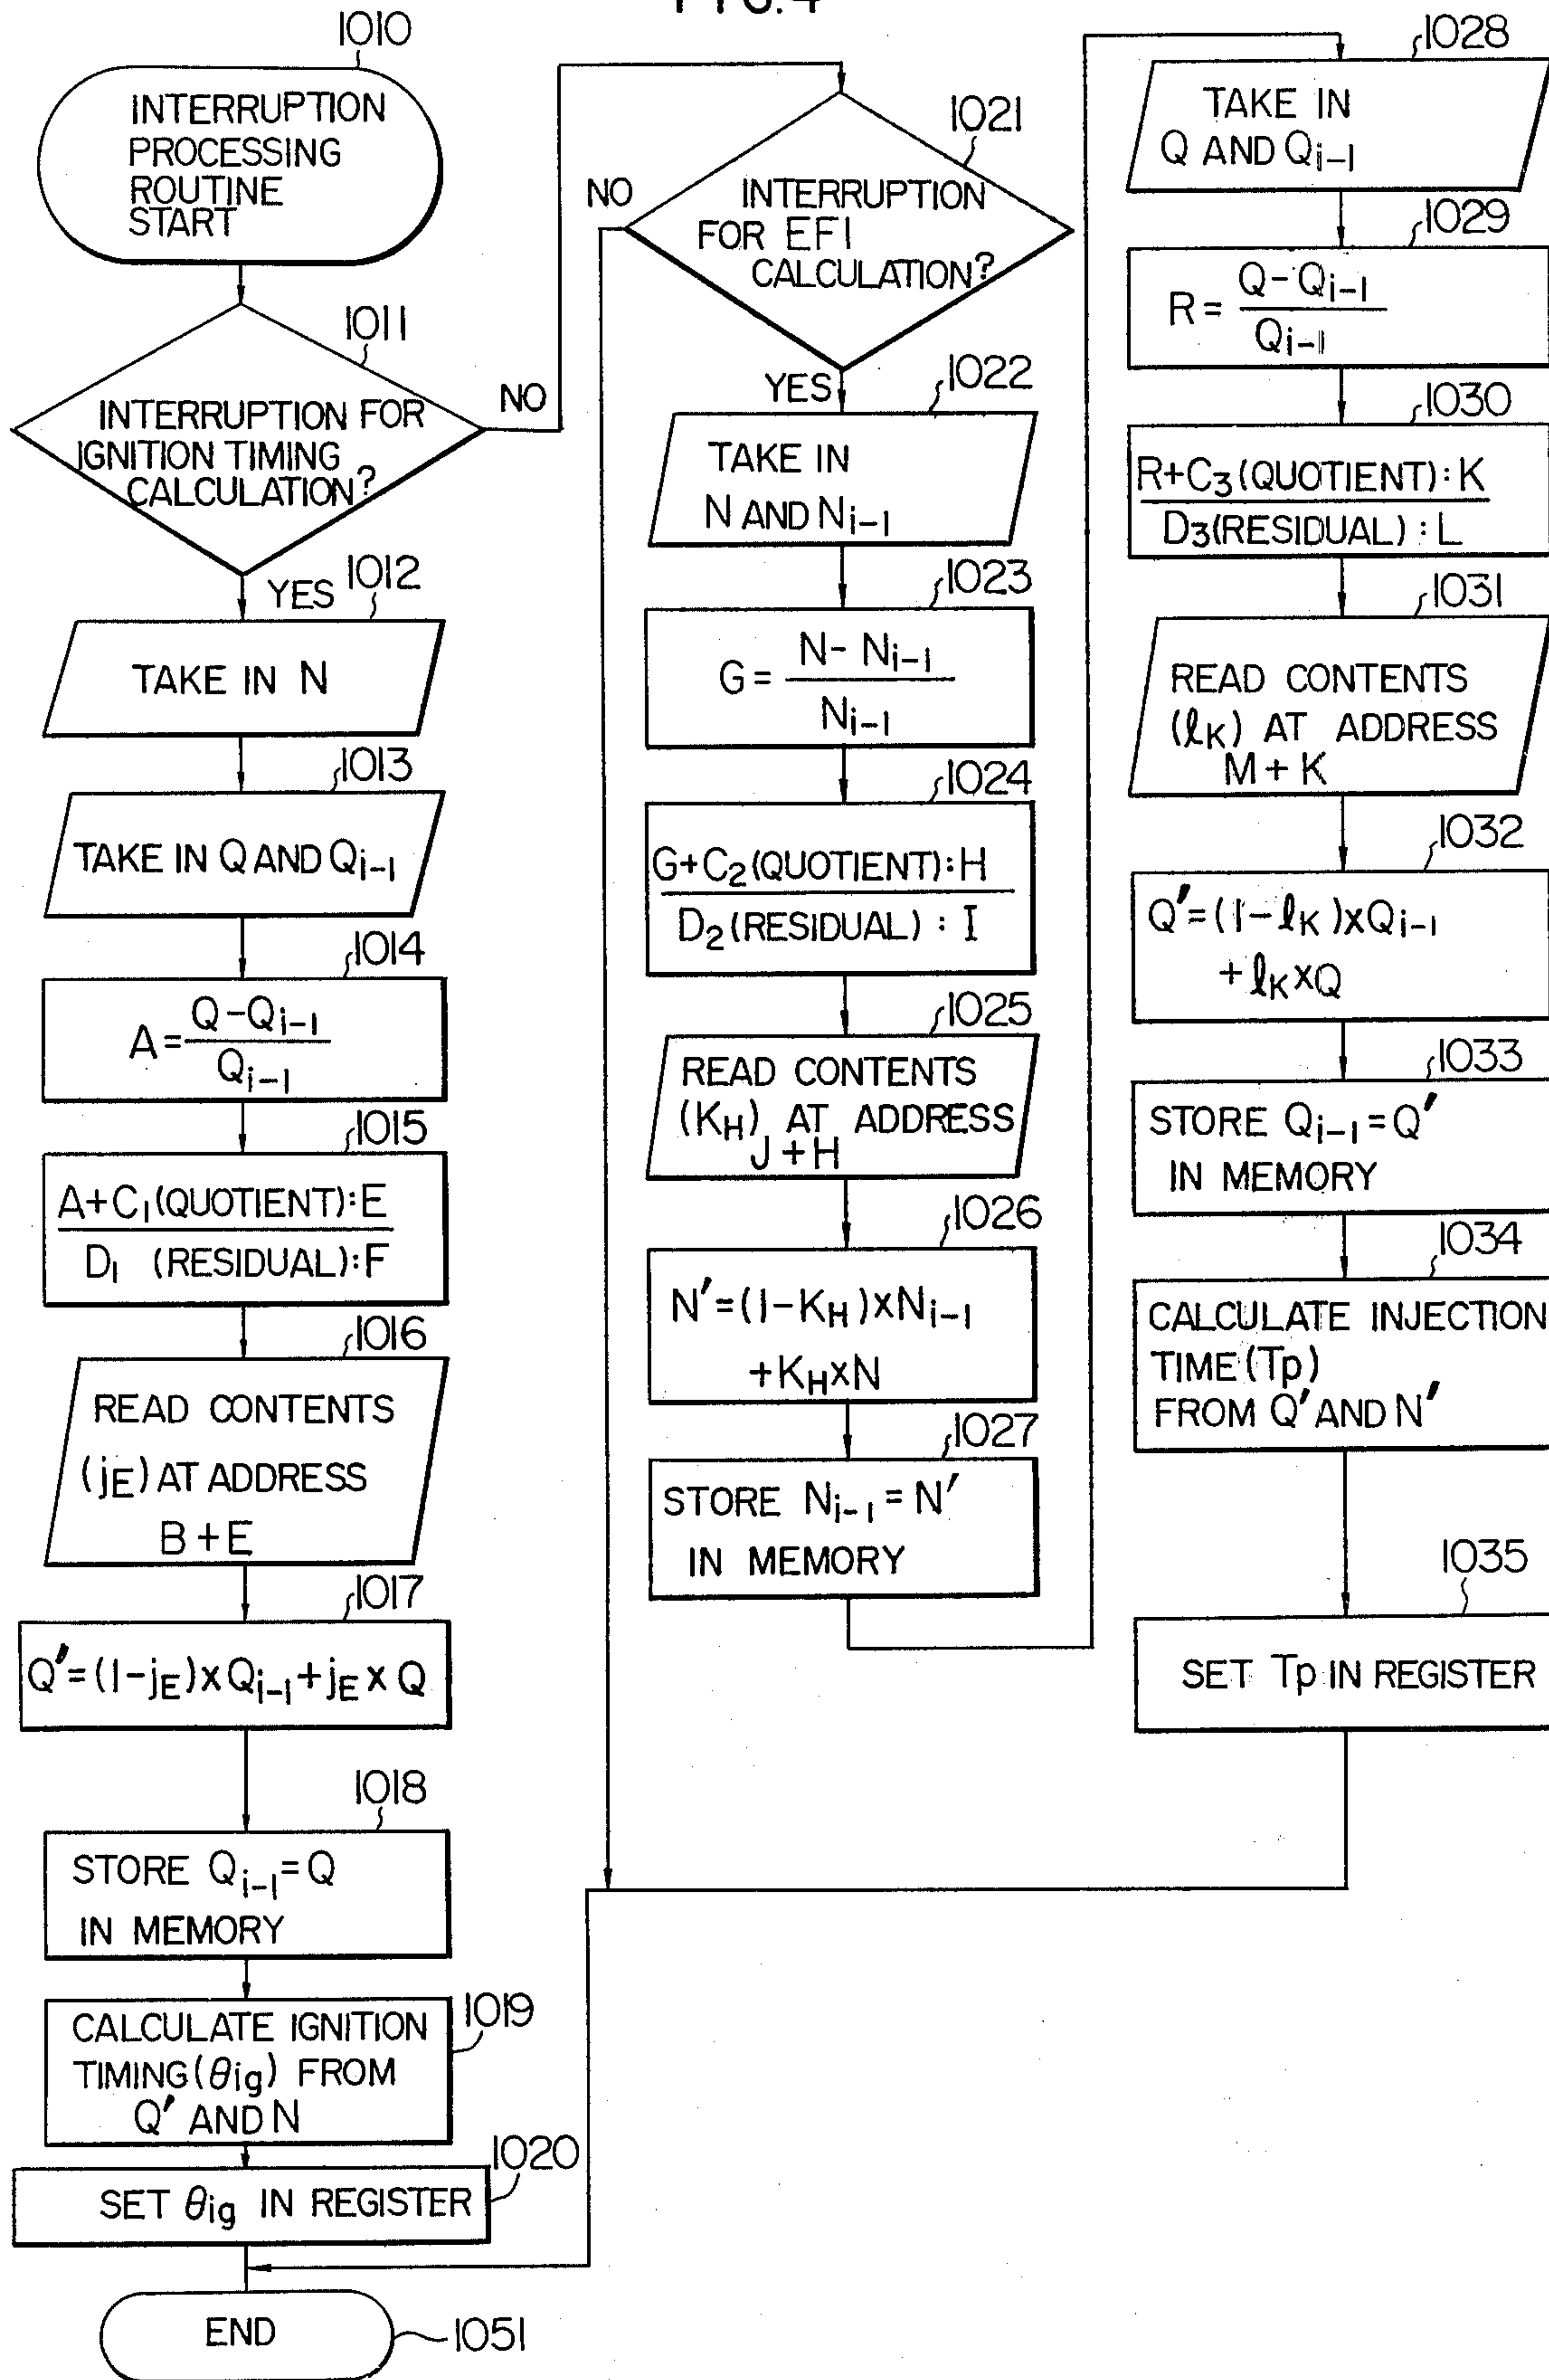 FIG.4
1010
INTERRUPTION
PROCESSING
ROUTINE
START
1011
INTERRUPTION FOR
IGNITION TIMING
CALCULATION?
NO
YES
1012
TAKE IN N
1013
TAKE IN Q AND Qi-1
1014
A = Q-Qi-1
Qi-1
1015
A+C1(QUOTIENT):E
D1 (RESIDUAL):F
1016
READ CONTENTS
(jE) AT ADDRESS
B+E
1017
Q'=(1-jE)xQi-1+jE x Q
1018
STORE Qi-1=Q
IN MEMORY
1019
CALCULATE IGNITION
TIMING(θig) FROM
Q' AND N
1020
SET θig IN REGISTER
END
1051
1021
INTERRUPTION
FOR EFI
CALCULATION?
NO
YES
1022
TAKE IN
N AND Ni-1
1023
G = N- Ni-1
Ni-1
1024
G+C2(QUOTIENT):H
D2(RESIDUAL) : I
1025
READ CONTENTS
(KH) AT ADDRESS
J+H
1026
N'=(1-KH)xNi-1
+KHxN
1027
STORE Ni-1=N'
IN MEMORY
1028
TAKE IN
Q AND Qi-1
1029
R= Q-Qi-1
Qi-1
1030
R+C3(QUOTIENT):K
D3(RESIDUAL) : L
1031
READ CONTENTS
(ℓK) AT ADDRESS
M+K
1032
Q'=(1-ℓK)xQi-1
+ℓKxQ
1033
STORE Qi-1=Q'
IN MEMORY
1034
CALCULATE INJECTION
TIME(Tp)
FROM Q' AND N'
1035
SET Tp IN REGISTER